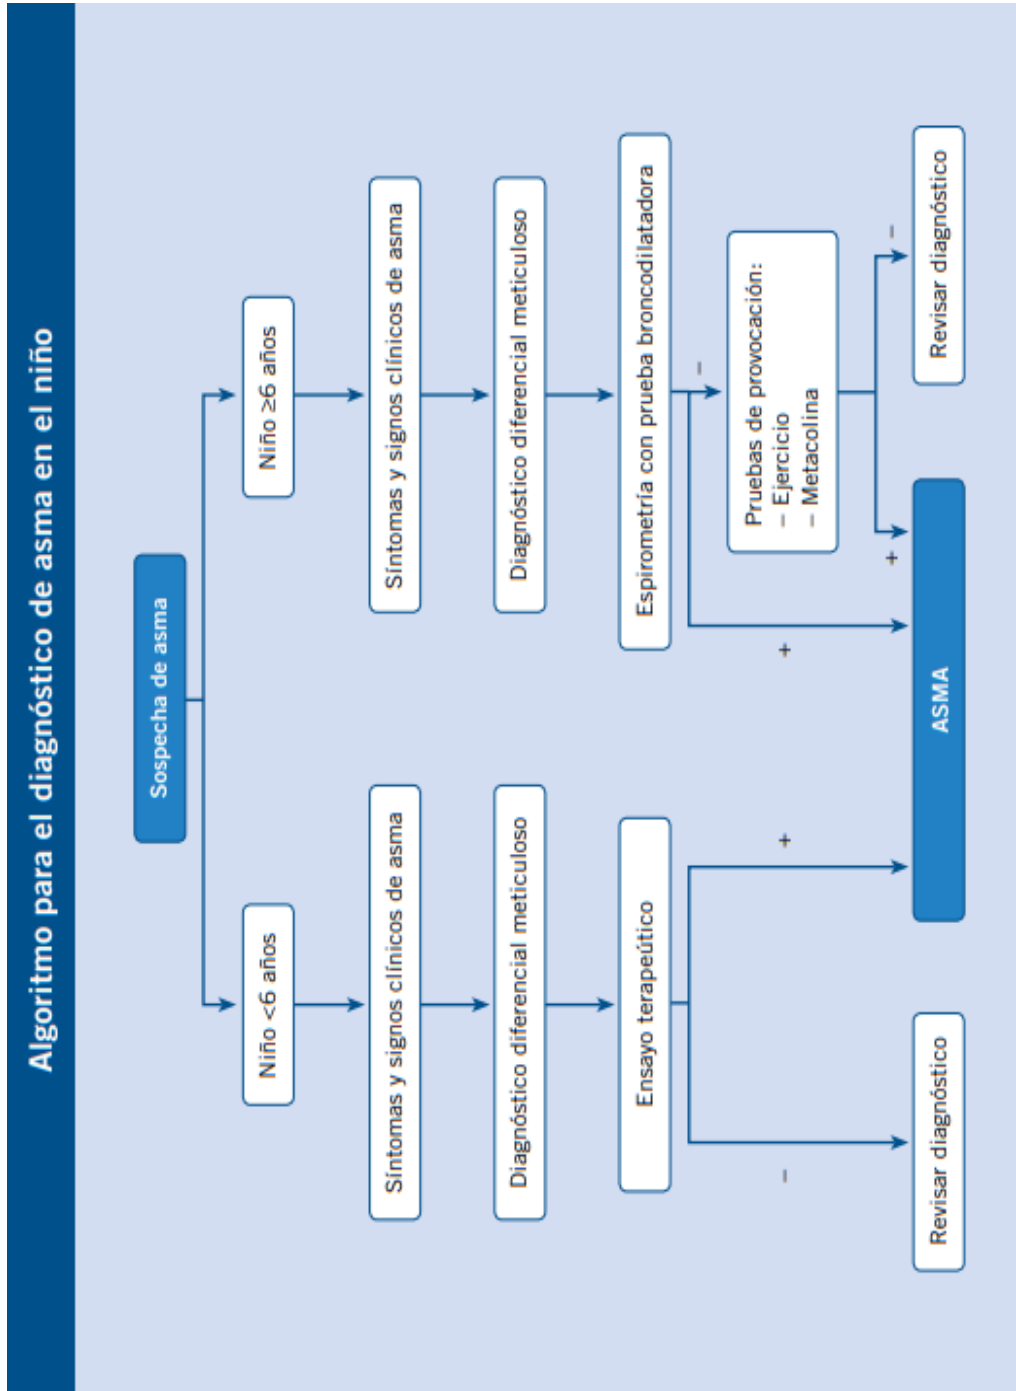 Algoritmo para el diagnóstico de asma en el niño
Sospecha de asma
Niño <6 años
Síntomas y signos clínicos de asma
Diagnóstico diferencial meticuloso
Ensayo terapeútico
–
+
Revisar diagnóstico
Niño ≥6 años
Síntomas y signos clínicos de asma
Diagnóstico diferencial meticuloso
Espirometría con prueba broncodilatadora
+
–
Pruebas de provocación:
– Ejercicio
– Metacolina
+
–
ASMA
Revisar diagnóstico